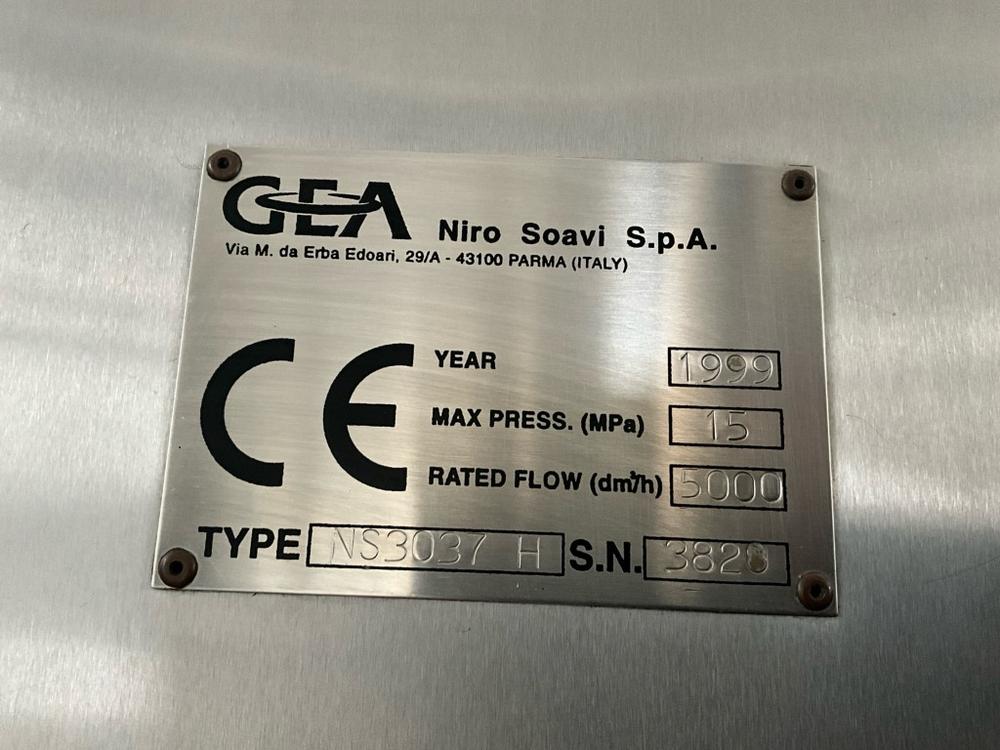 GEA Niro Soavi S.p.A.
Via M. da Erba Edoari, 29/A - 43100 PARMA (ITALY)
CE
YEAR 1999
MAX PRESS. (MPa) 15
RATED FLOW (dm³/h) 5000
TYPE NS3037 H S.N. 3828